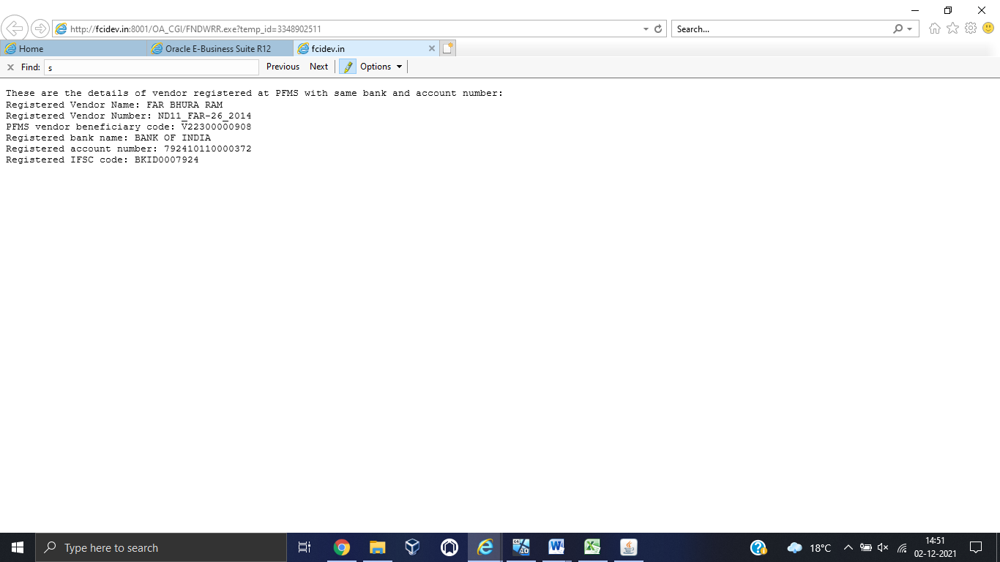 http://fcidev.in:8001/OA_CGI/FNDWRR.exe?temp_id=3348902511
Search...
Home
Oracle E-Business Suite R12
fcidev.in
x Find: s Previous Next Options
These are the details of vendor registered at PFMS with same bank and account number:
Registered Vendor Name: FAR BHURA RAM
Registered Vendor Number: ND11_FAR-26_2014
PFMS vendor beneficiary code: V22300000908
Registered bank name: BANK OF INDIA
Registered account number: 792410110000372
Registered IFSC code: BKID0007924
Type here to search
18°C
14:51
02-12-2021